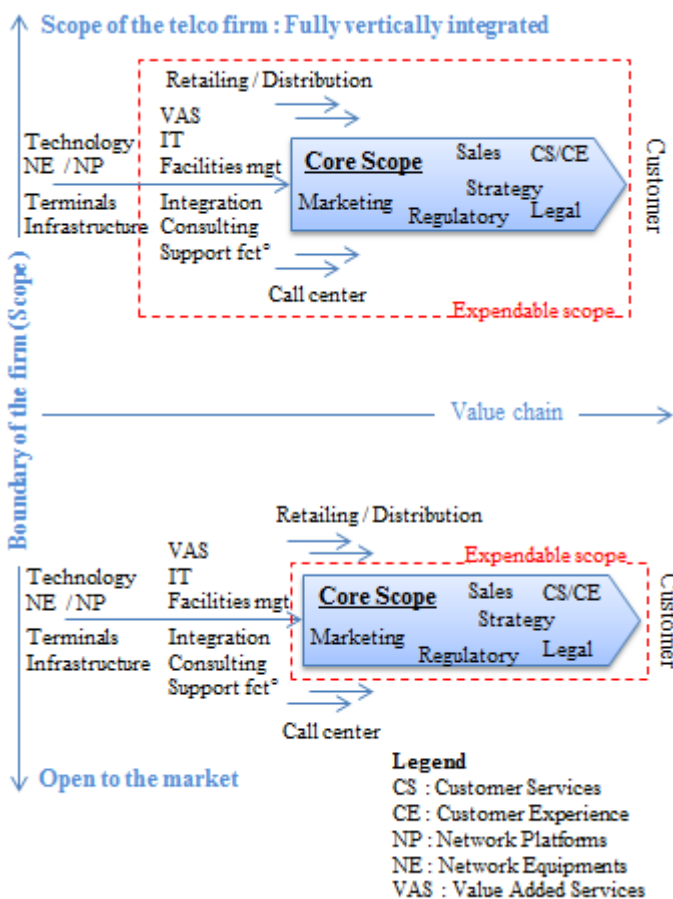 Scope of the telco firm : Fully vertically integrated
Retailing / Distribution
VAS
Technology
IT
NE / NP
Facilities mgt
Core Scope
Sales
CS/CE
Strategy
Customer
Terminals
Integration
Marketing
Regulatory
Legal
Infrastructure
Consulting
Support fct°
Call center
Expendable scope
Boundary of the firm (Scope)
Value chain
Retailing / Distribution
VAS
Expendable scope
Technology
IT
NE / NP
Facilities mgt
Core Scope
Sales
CS/CE
Strategy
Customer
Terminals
Integration
Marketing
Regulatory
Legal
Infrastructure
Consulting
Support fct°
Call center
Open to the market
Legend
CS : Customer Services
CE : Customer Experience
NP : Network Platforms
NE : Network Equipments
VAS : Value Added Services